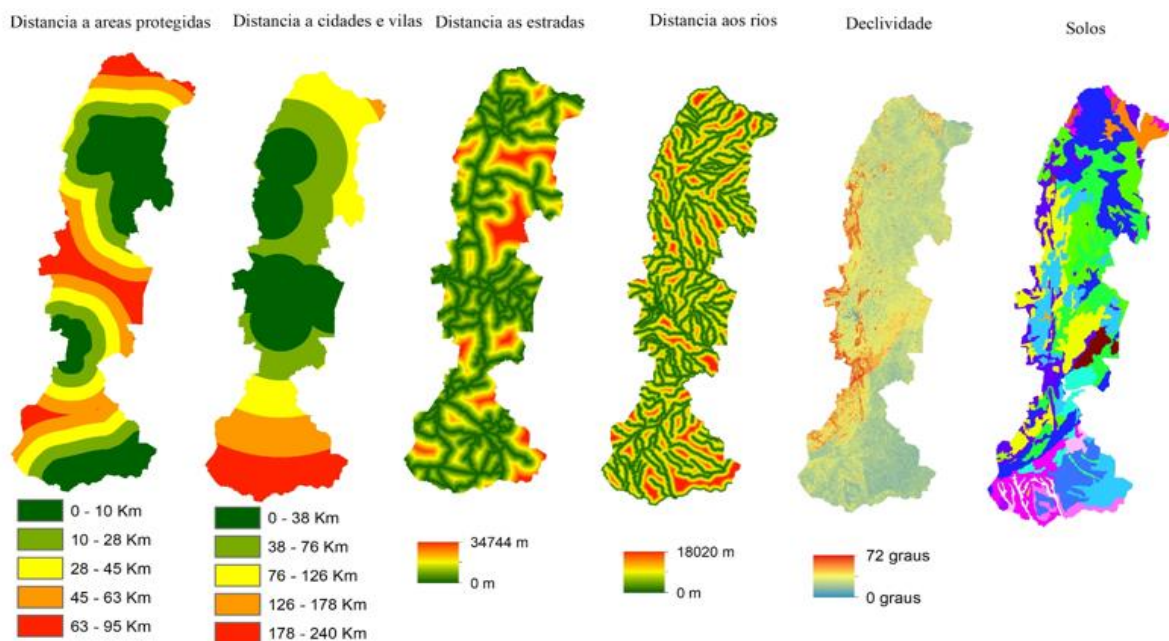 Distancia a areas protegidas
Distancia a cidades e vilas
Distancia as estradas
Distancia aos rios
Declividade
Solos
0 - 10 Km
10 - 28 Km
28 - 45 Km
45 - 63 Km
63 - 95 Km
0 - 38 Km
38 - 76 Km
76 - 126 Km
126 - 178 Km
178 - 240 Km
34744 m
0 m
18020 m
0 m
72 graus
0 graus